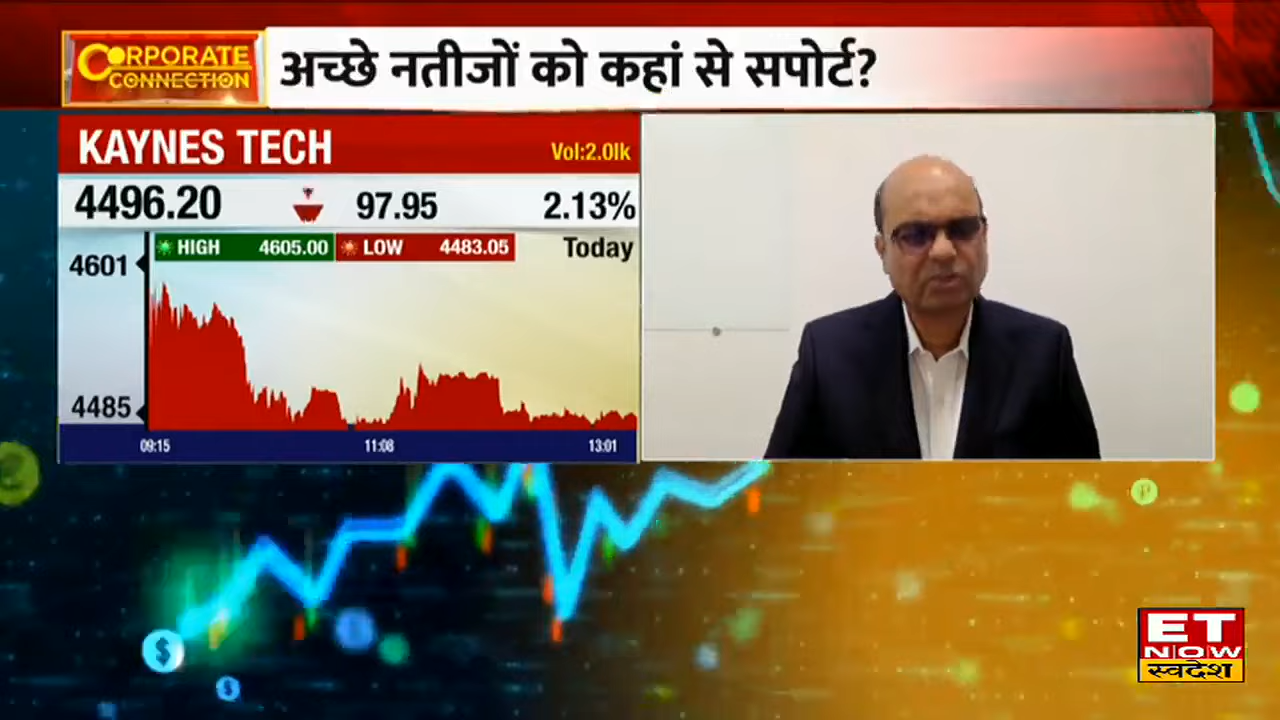 CORPORATE
CONNECTION
अच्छे नतीजों को कहां से सपोर्ट?
KAYNES TECH
Vol:2.0lk
4496.20 97.95 2.13%
HIGH 4605.00 LOW 4483.05 Today
4601
4485
09:15 11:08 13:01
$
$
ET
NOW
स्वदेश